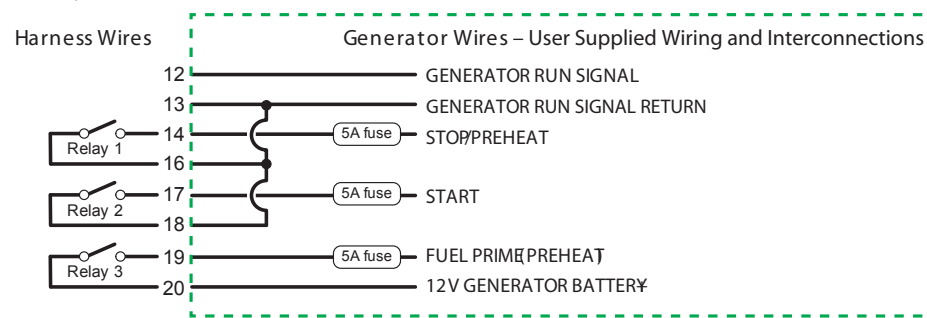 Harness Wires
Generator Wires – User Supplied Wiring and Interconnections
12 GENERATOR RUN SIGNAL
13 GENERATOR RUN SIGNAL RETURN
14 5A fuse STOP/PREHEAT
Relay 1
16
17 5A fuse START
Relay 2
18
19 5A fuse FUEL PRIME(PREHEAT)
Relay 3
20 12V GENERATOR BATTERY+